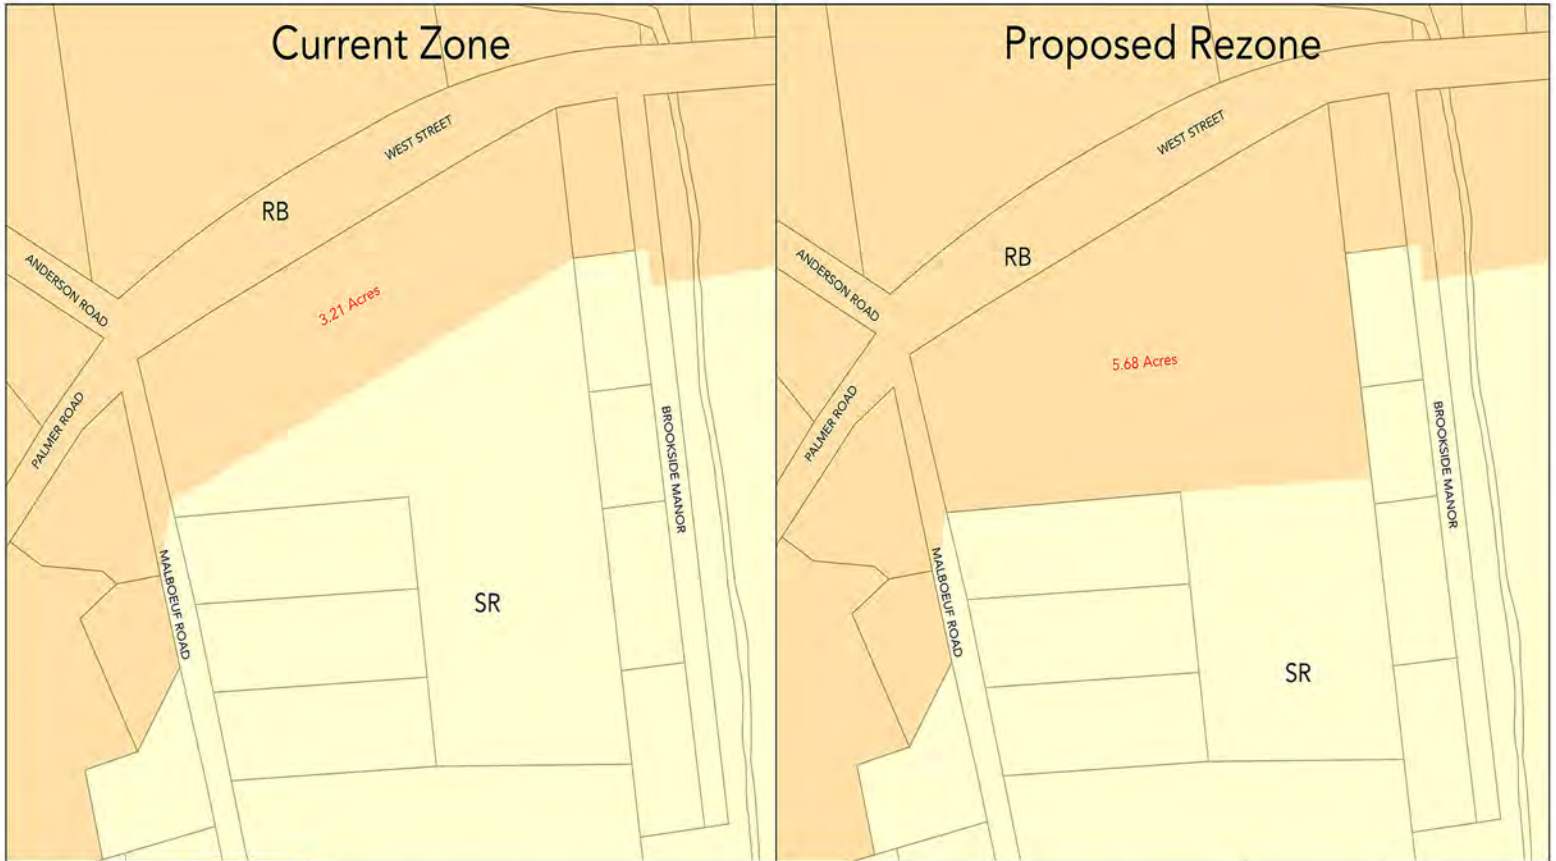 Current Zone
WEST STREET
RB
ANDERSON ROAD
3.21 Acres
PALMER ROAD
BROOKSIDE MANOR
MALBOEUF ROAD
SR
Proposed Rezone
WEST STREET
RB
ANDERSON ROAD
5.68 Acres
PALMER ROAD
BROOKSIDE MANOR
MALBOEUF ROAD
SR